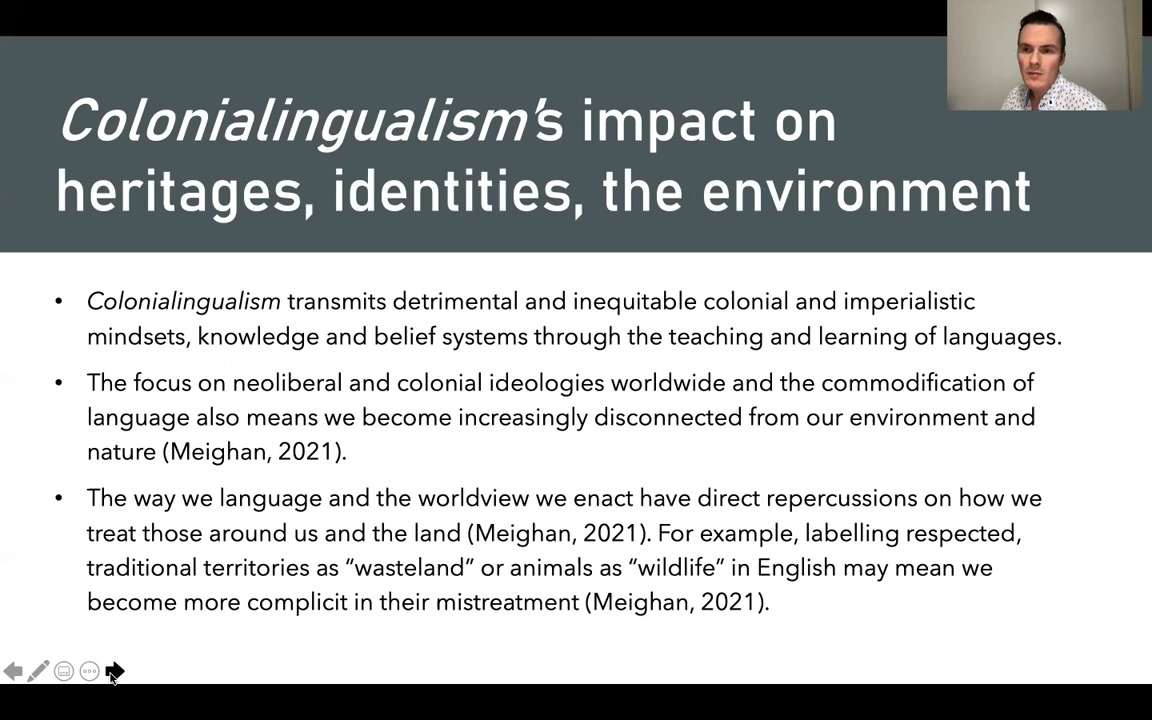 Colonialingualism's impact on
heritages, identities, the environment
• Colonialingualism transmits detrimental and inequitable colonial and imperialistic
mindsets, knowledge and belief systems through the teaching and learning of languages.
• The focus on neoliberal and colonial ideologies worldwide and the commodification of
language also means we become increasingly disconnected from our environment and
nature (Meighan, 2021).
• The way we language and the worldview we enact have direct repercussions on how we
treat those around us and the land (Meighan, 2021). For example, labelling respected,
traditional territories as “wasteland” or animals as “wildlife” in English may mean we
become more complicit in their mistreatment (Meighan, 2021).